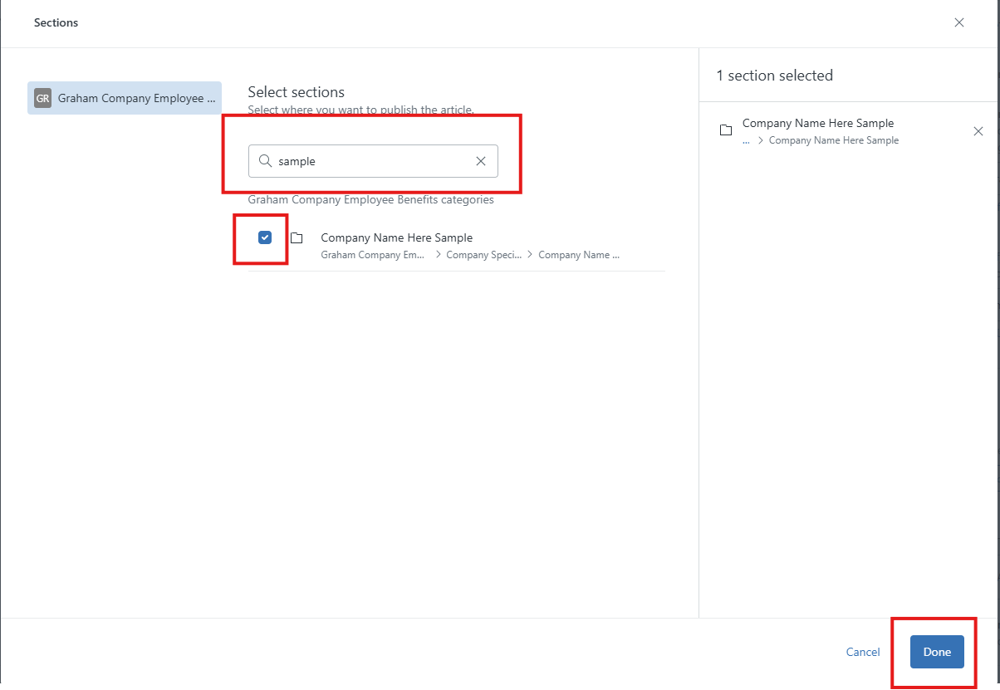 Sections
GR Graham Company Employee ...
Select sections
Select where you want to publish the article.
sample
Graham Company Employee Benefits categories
Company Name Here Sample
Graham Company Em... > Company Speci... > Company Name ...
1 section selected
Company Name Here Sample
... > Company Name Here Sample
Cancel
Done